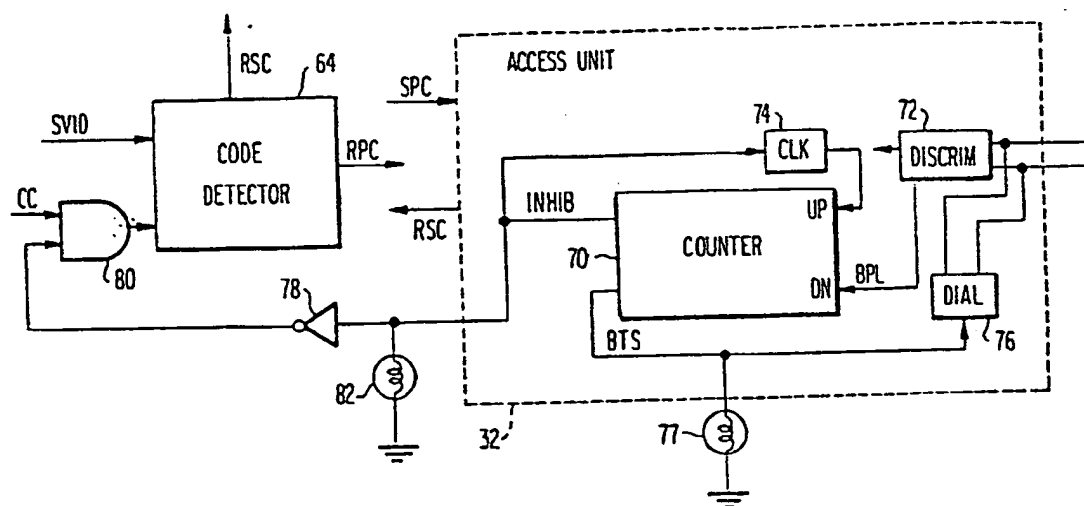 RSC
64
ACCESS UNIT
SPC
SVID
CODE
DETECTOR
RPC
74
CLK
72
DISCRIM
CC
RSC
INHIB
UP
70
COUNTER
80
DN
BPL
DIAL
78
BTS
76
82
32
77